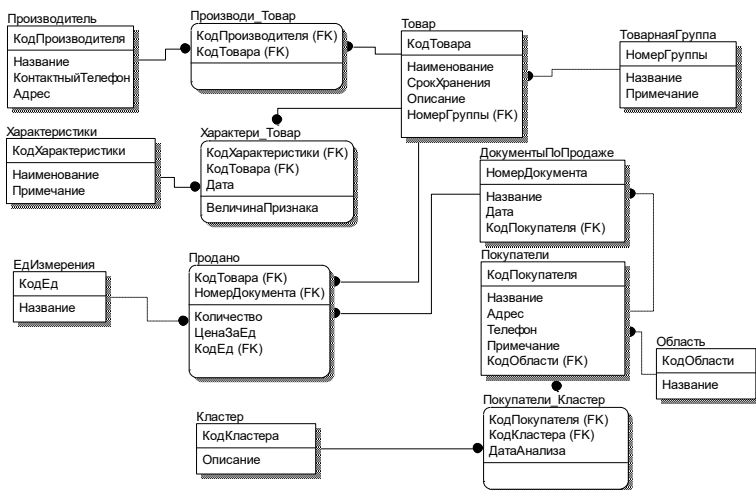 Производитель
КодПроизводителя
Название
КонтактныйТелефон
Адрес
Производи_Товар
КодПроизводителя (FK)
КодТовара (FK)
Товар
КодТовара
Наименование
СрокХранения
Описание
НомерГруппы (FK)
ТоварнаяГруппа
НомерГруппы
Название
Примечание
Характеристики
КодХарактеристики
Наименование
Примечание
Характери_Товар
КодХарактеристики (FK)
КодТовара (FK)
Дата
ВеличинаПризнака
ДокументыПоПродаже
НомерДокумента
Название
Дата
КодПокупателя (FK)
ЕдИзмерения
КодЕд
Название
Продано
КодТовара (FK)
НомерДокумента (FK)
Количество
ЦенаЗаЕд
КодЕд (FK)
Покупатели
КодПокупателя
Название
Адрес
Телефон
Примечание
КодОбласти (FK)
Область
КодОбласти
Название
Кластер
КодКластера
Описание
Покупатели_Кластер
КодПокупателя (FK)
КодКластера (FK)
ДатаАнализа